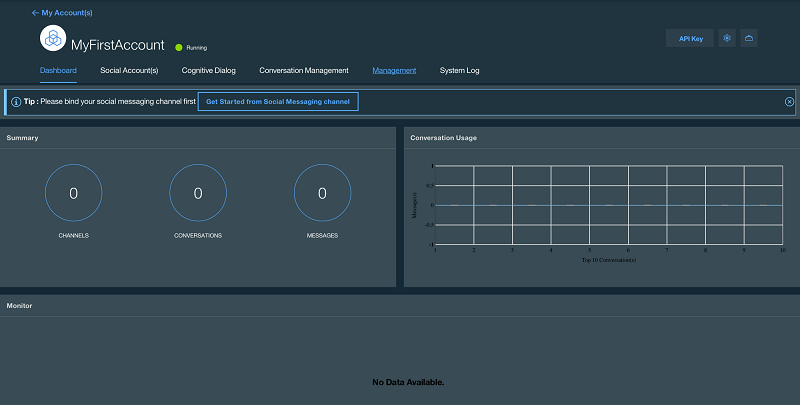 ← My Account(s)
MyFirstAccount
Running
API Key
Dashboard Social Account(s) Cognitive Dialog Conversation Management Management System Log
Tip : Please bind your social messaging channel first Get Started from Social Messaging channel
Summary
0 0 0
CHANNELS CONVERSATIONS MESSAGES
Conversation Usage
Message(s)
1
0.5
0
-0.5
-1
1 2 3 4 5 6 7 8 9 10
Top 10 Conversation(s)
Monitor
No Data Available.